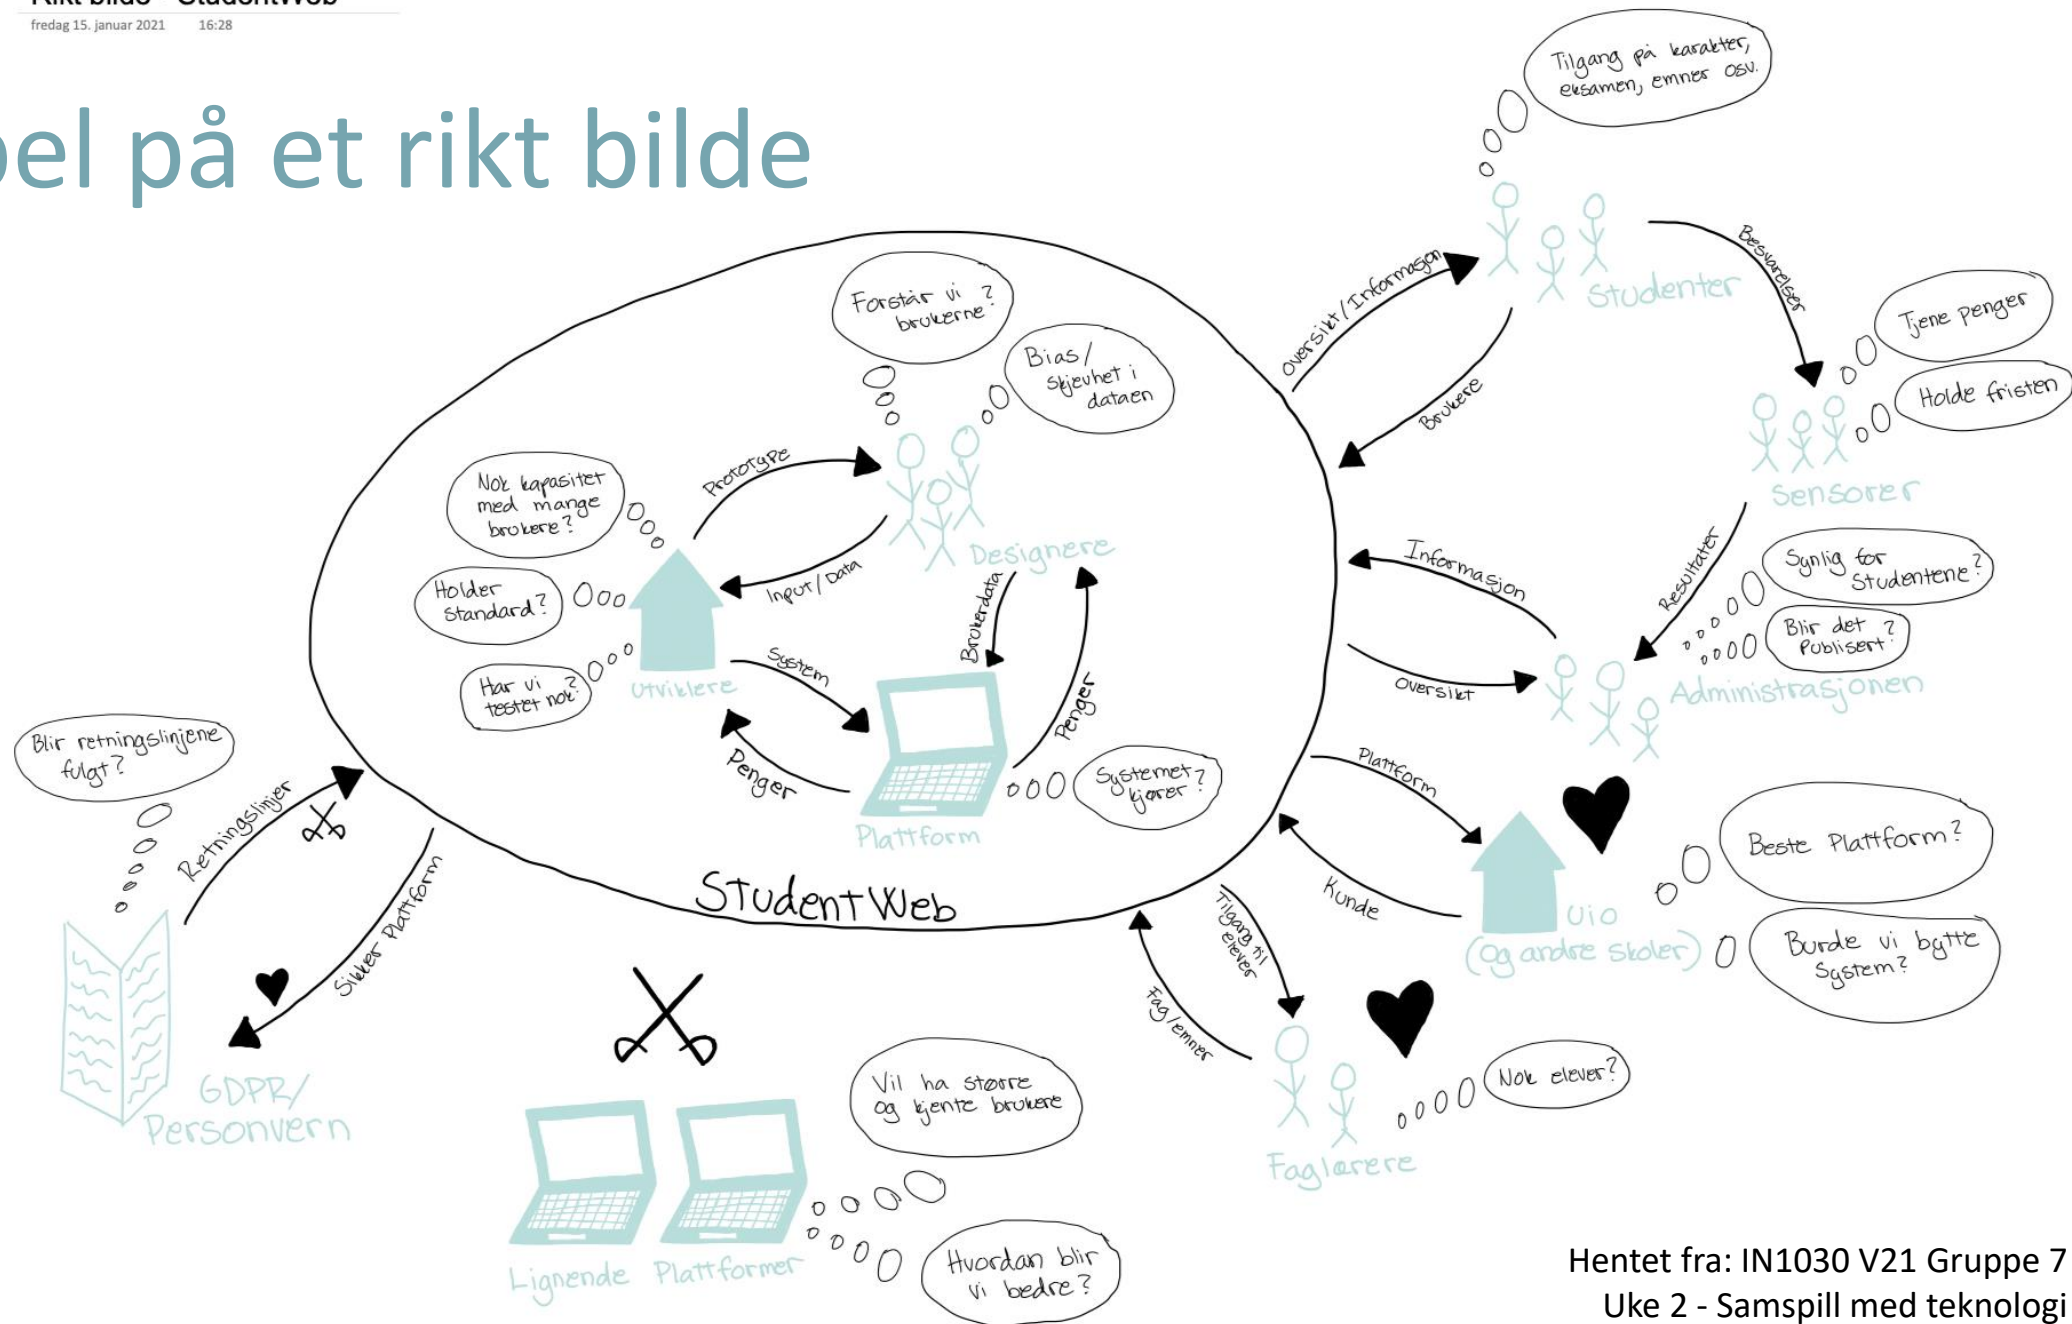 Rikt bilde - StudentWeb
fredag 15. januar 2021 16:28
pel på et rikt bilde
Tilgang på karakter,
eksamen, emner osv.
Studenter
Oversikt/Informasjon
Brukere
Besvarelser
Tjene penger
Holde fristen
Sensorer
Resultater
Synlig for
Studentene?
Blir det
Publisert?
Administrasjonen
Informasjon
Oversikt
Forstår vi
brukerne?
Bias/
skjevhet i
dataen
Designere
Prototype
Input/Data
Nok kapasitet
med mange
brukere?
Holder
standard?
Har vi
testet nok?
Utviklere
System
Penger
Brukerdata
Penger
Systemet
kjører?
Plattform
StudentWeb
Plattform
Kunde
UiO
(og andre skoler)
Beste Plattform?
Burde vi bytte
System?
Tilgang til
elever
Fag/emner
Nok elever?
Faglærere
Blir retningslinjene
fulgt?
Retningslinjer
Sikker Plattform
GDPR/
Personvern
Vil ha større
og kjente brukere
Hvordan blir
vi bedre?
Lignende Plattformer
Hentet fra: IN1030 V21 Gruppe 7
Uke 2 - Samspill med teknologi